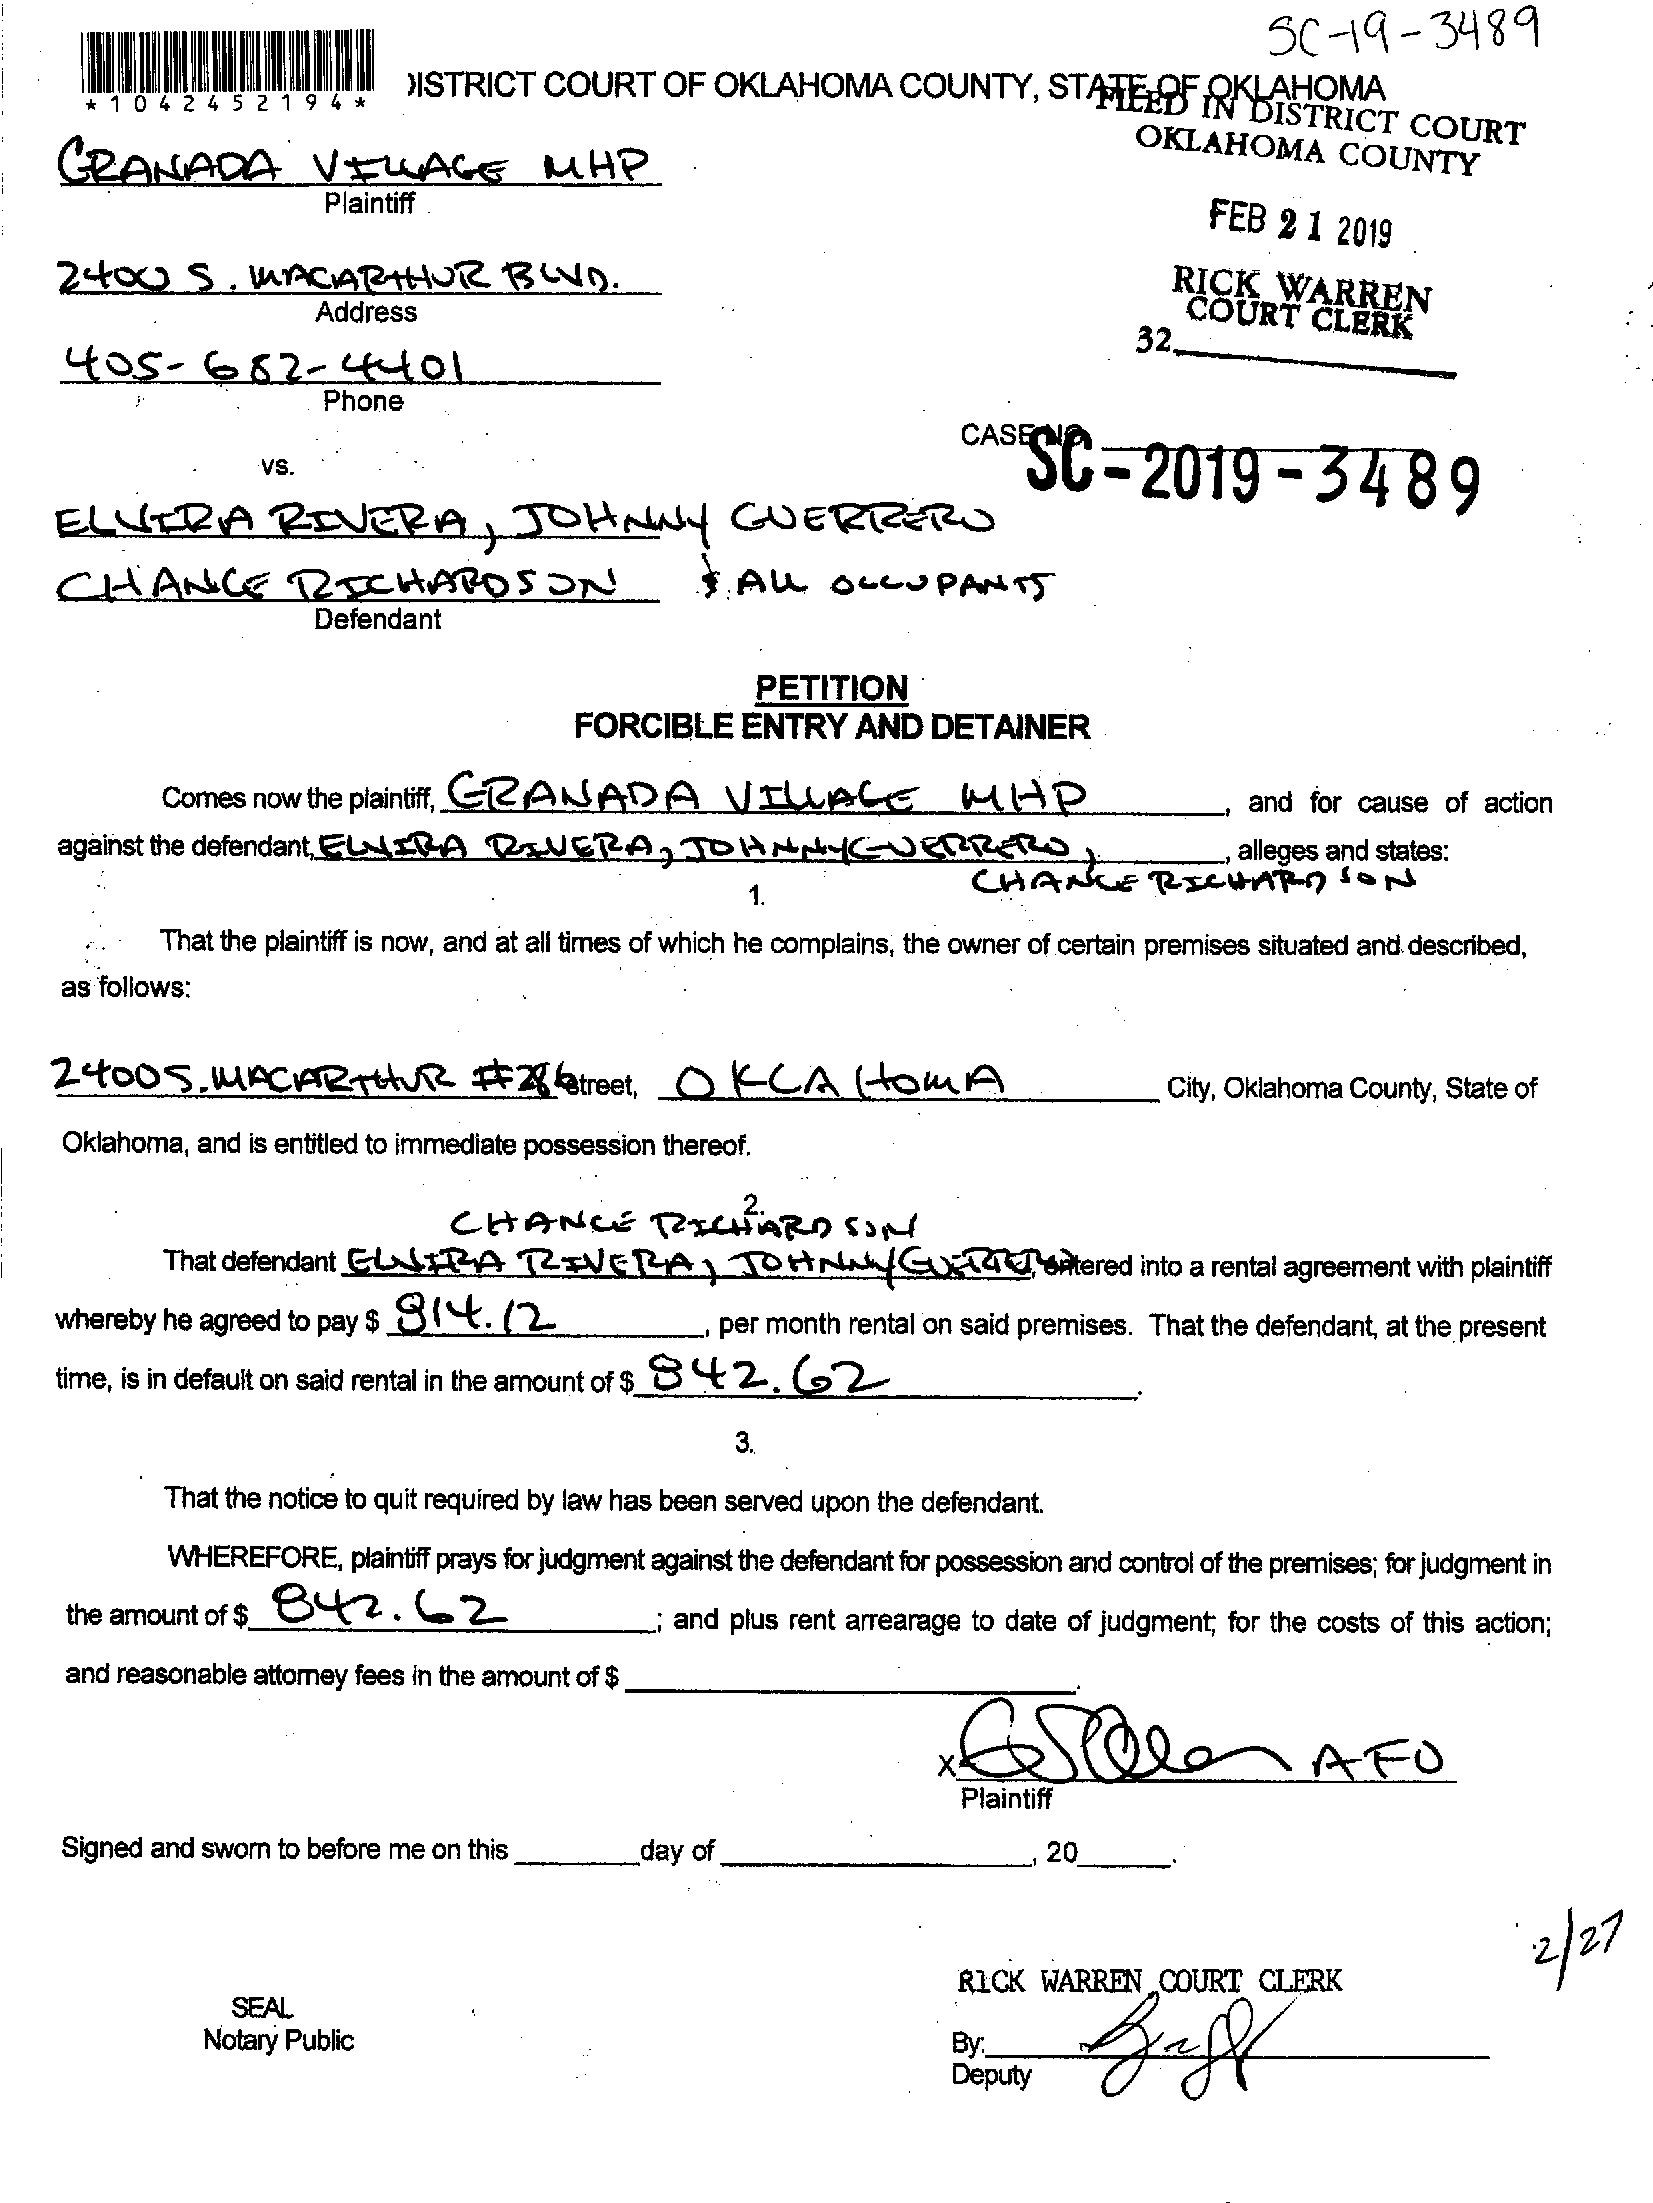 SC-19-3489
*1042452194*
DISTRICT COURT OF OKLAHOMA COUNTY, STATE OF OKLAHOMA
FILED IN DISTRICT COURT
OKLAHOMA COUNTY
GRANADA VILLAGE MHP
Plaintiff
FEB 21 2019
2400 S. MACARTHUR BLVD.
Address
RICK WARREN
COURT CLERK
32
405-682-4401
Phone
CASE NO.
SC-2019-3489
vs.
ELVIRA RIVERA, JOHNNY GUERRERO
CHANCE RICHARDSON & ALL OCCUPANTS
Defendant
PETITION
FORCIBLE ENTRY AND DETAINER
Comes now the plaintiff, GRANADA VILLAGE MHP, and for cause of action
against the defendant, ELVIRA RIVERA, JOHNNY GUERRERO, , alleges and states:
CHANCE RICHARDSON
1.
That the plaintiff is now, and at all times of which he complains, the owner of certain premises situated and described,
as follows:
2400 S. MACARTHUR # street, OKLAHOMA City, Oklahoma County, State of
Oklahoma, and is entitled to immediate possession thereof.
2.
CHANCE RICHARDSON
That defendant ELVIRA RIVERA, JOHNNY GUERRERO, entered into a rental agreement with plaintiff
whereby he agreed to pay $ 814.12, per month rental on said premises. That the defendant, at the present
time, is in default on said rental in the amount of $ 842.62.
3.
That the notice to quit required by law has been served upon the defendant.
WHEREFORE, plaintiff prays for judgment against the defendant for possession and control of the premises; for judgment in
the amount of $ 842.62; and plus rent arrearage to date of judgment; for the costs of this action;
and reasonable attorney fees in the amount of $ .
X AFO
Plaintiff
Signed and sworn to before me on this day of , 20 .
2/27
RICK WARREN COURT CLERK
SEAL
Notary Public
By:
Deputy